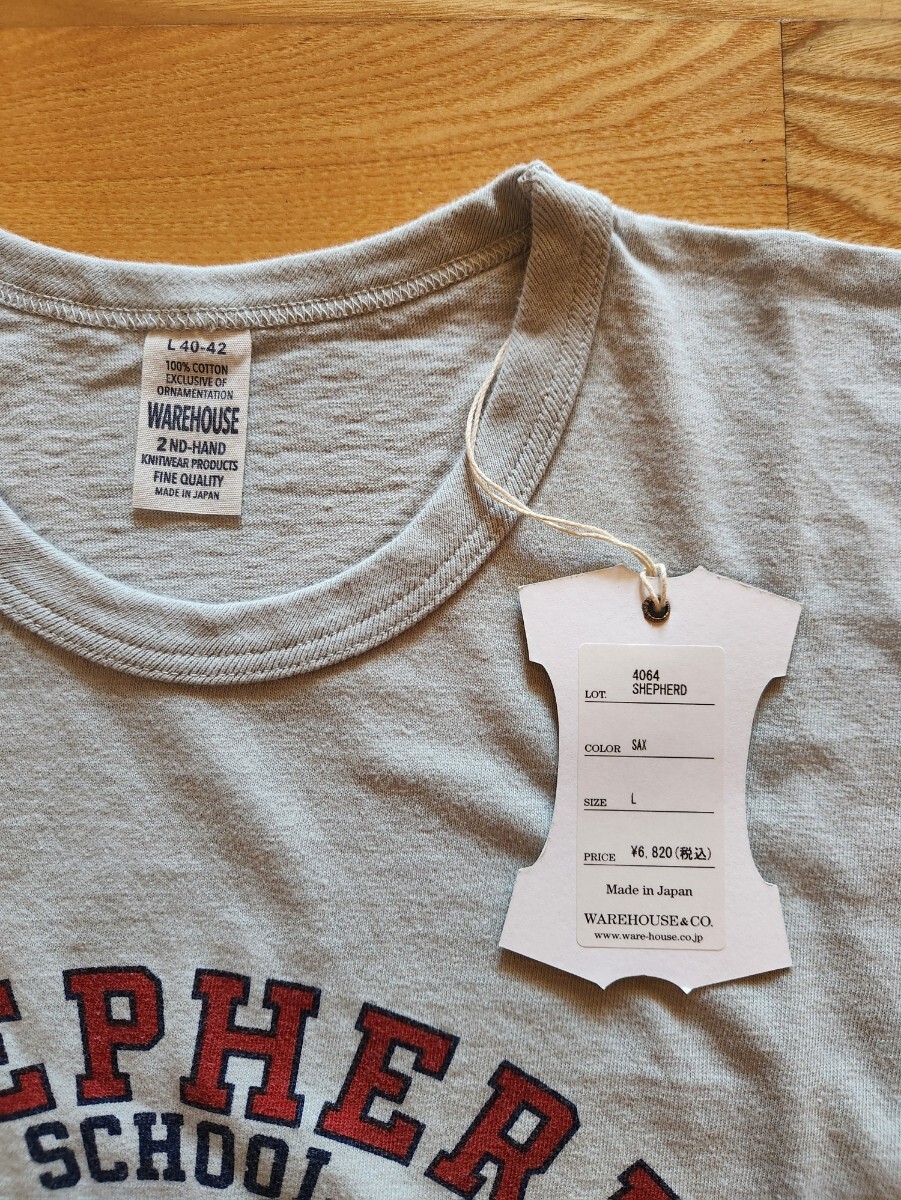 L 40-42
100% COTTON
EXCLUSIVE OF
ORNAMENTATION
WAREHOUSE
2ND-HAND
KNITWEAR PRODUCTS
FINE QUALITY
MADE IN JAPAN
LOT. 4064
SHEPHERD
COLOR SAX
SIZE L
PRICE ¥6,820(税込)
Made in Japan
WAREHOUSE&CO.
www.ware-house.co.jp
EPHER
SCHOOL